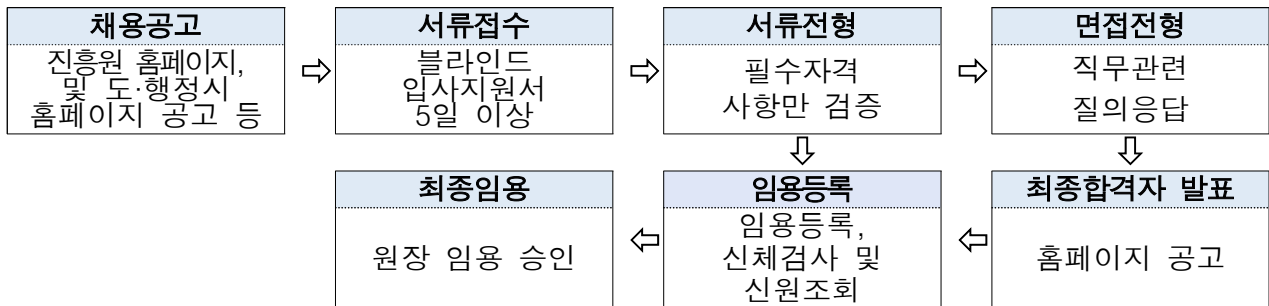 채용공고
진흥원 홈페이지,
및 도·행정시
홈페이지 공고 등
⇨
서류접수
블라인드
입사지원서
5일 이상
⇨
서류전형
필수자격
사항만 검증
⇨
면접전형
직무관련
질의응답
⇩
⇩
최종임용
원장 임용 승인
⇦
임용등록
임용등록,
신체검사 및
신원조회
⇦
최종합격자 발표
홈페이지 공고